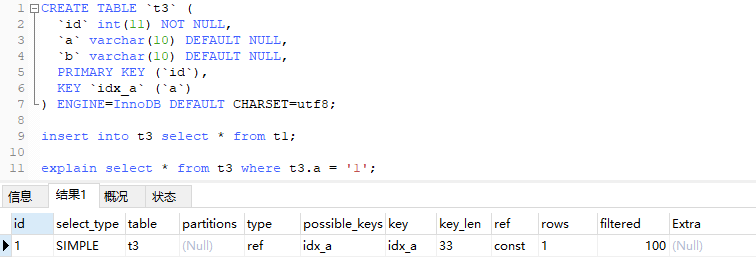 1 CREATE TABLE `t3` (
2 `id` int(11) NOT NULL,
3 `a` varchar(10) DEFAULT NULL,
4 `b` varchar(10) DEFAULT NULL,
5 PRIMARY KEY (`id`),
6 KEY `idx_a` (`a`)
7 ) ENGINE=InnoDB DEFAULT CHARSET=utf8;
8
9 insert into t3 select * from t1;
10
11 explain select * from t3 where t3.a = '1';
信息 结果1 概况 状态
id select_type table partitions type possible_keys key key_len ref rows filtered Extra
1 SIMPLE t3 (Null) ref idx_a idx_a 33 const 1 100 (Null)